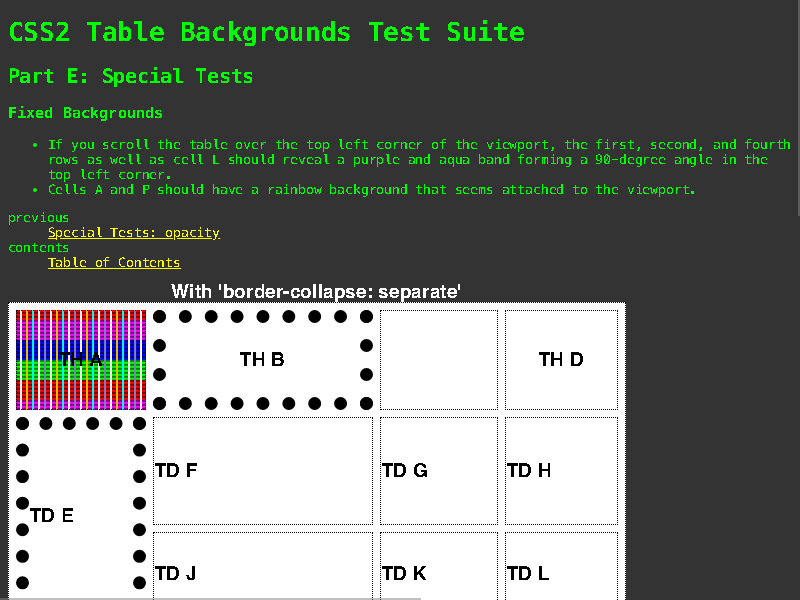 CSS2 Table Backgrounds Test Suite
Part E: Special Tests
Fixed Backgrounds
• If you scroll the table over the top left corner of the viewport, the first, second, and fourth
rows as well as cell L should reveal a purple and aqua band forming a 90-degree angle in the
top left corner.
• Cells A and P should have a rainbow background that seems attached to the viewport.
previous
Special Tests: opacity
contents
Table of Contents
With 'border-collapse: separate'
TH A
TH B
TH D
TD F
TD G
TD H
TD E
TD J
TD K
TD L